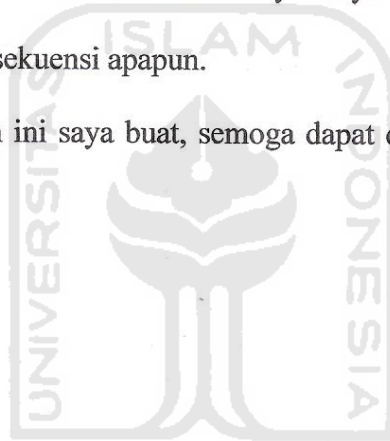 sekuensi apapun.
ini saya buat, semoga dapat
ISLAM
UNIVERSITAS
INDONESIA